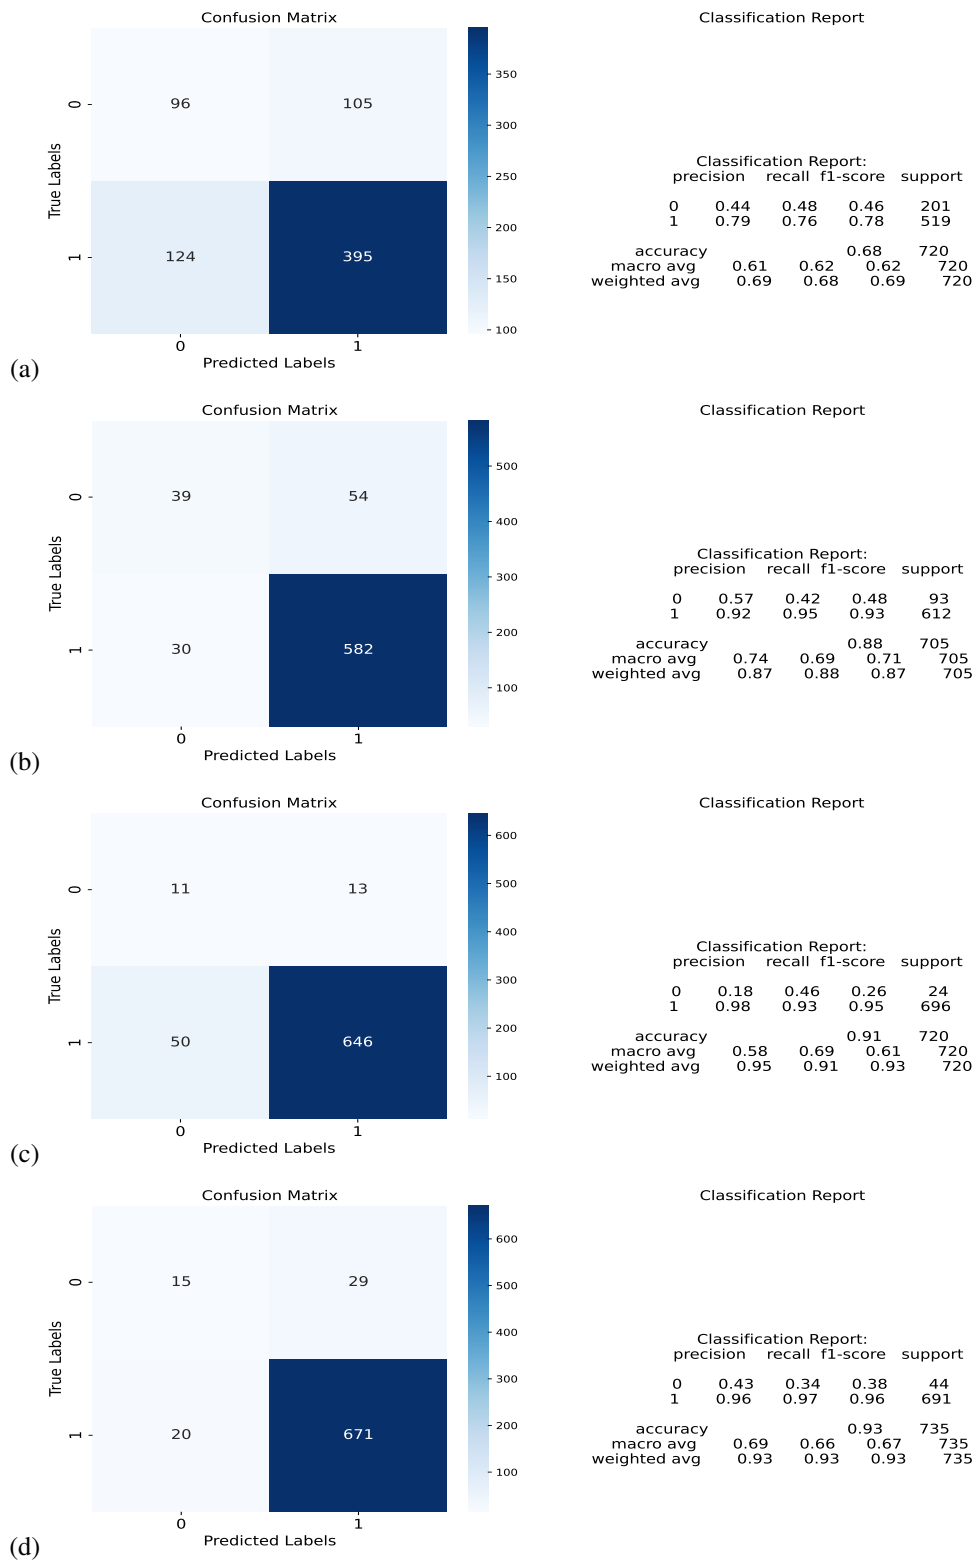 Confusion Matrix
Classification Report
0
96
105
350
300
250
200
150
100
True Labels
1
124
395
0
1
Predicted Labels
Classification Report:
precision recall f1-score support
0 0.44 0.48 0.46 201
1 0.79 0.76 0.78 519
accuracy 0.68 720
macro avg 0.61 0.62 0.62 720
weighted avg 0.69 0.68 0.69 720
(a)
Confusion Matrix
Classification Report
0
39
54
500
400
300
200
100
True Labels
1
30
582
0
1
Predicted Labels
Classification Report:
precision recall f1-score support
0 0.57 0.42 0.48 93
1 0.92 0.95 0.93 612
accuracy 0.88 705
macro avg 0.74 0.69 0.71 705
weighted avg 0.87 0.88 0.87 705
(b)
Confusion Matrix
Classification Report
0
11
13
600
500
400
300
200
100
True Labels
1
50
646
0
1
Predicted Labels
Classification Report:
precision recall f1-score support
0 0.18 0.46 0.26 24
1 0.98 0.93 0.95 696
accuracy 0.91 720
macro avg 0.58 0.69 0.61 720
weighted avg 0.95 0.91 0.93 720
(c)
Confusion Matrix
Classification Report
0
15
29
600
500
400
300
200
100
True Labels
1
20
671
0
1
Predicted Labels
Classification Report:
precision recall f1-score support
0 0.43 0.34 0.38 44
1 0.96 0.97 0.96 691
accuracy 0.93 735
macro avg 0.69 0.66 0.67 735
weighted avg 0.93 0.93 0.93 735
(d)